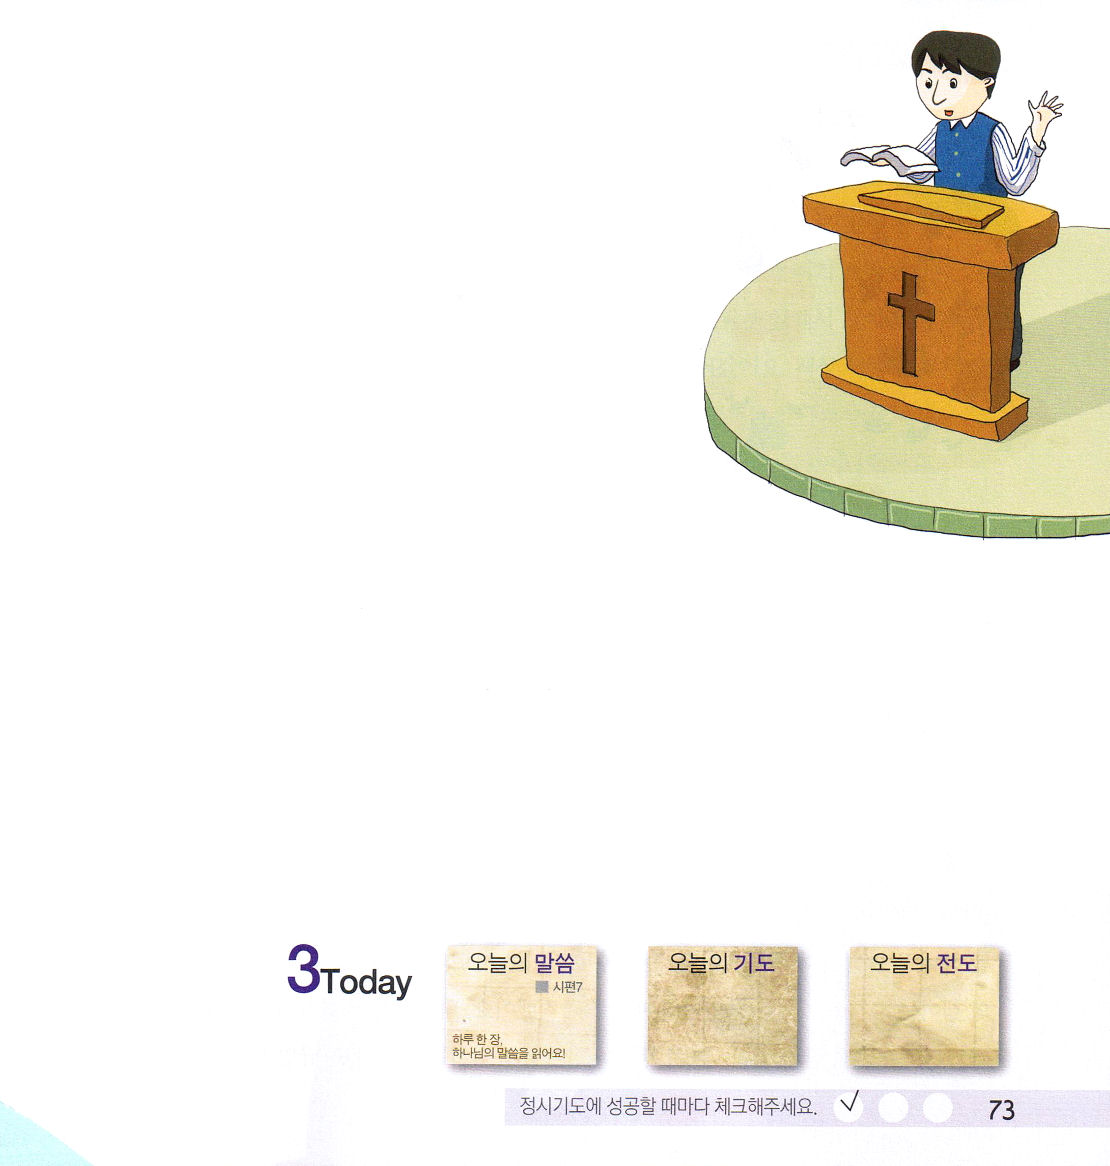 3Today
오늘의 말씀
시편7
하루 한 장,
하나님의 말씀을 읽어요!
오늘의 기도
오늘의 전도
정시기도에 성공할 때마다 체크해주세요.
73